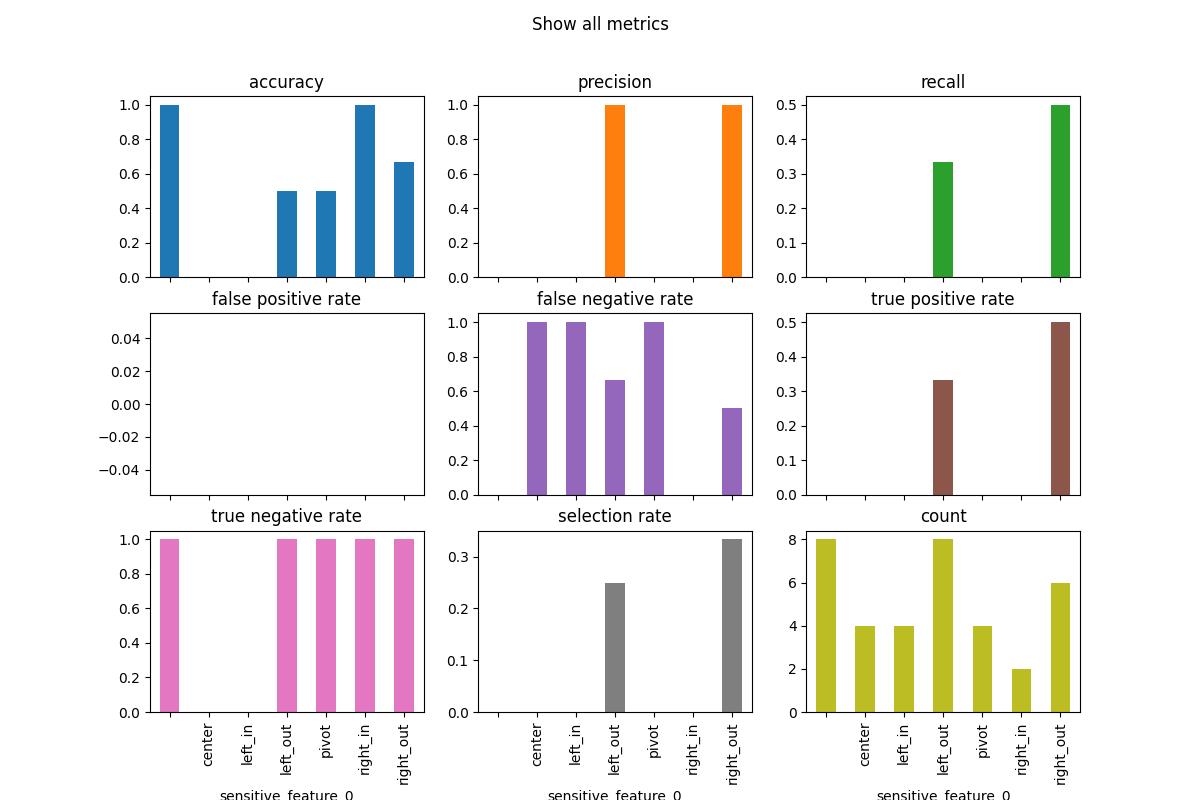 Show all metrics
accuracy
1.0
0.8
0.6
0.4
0.2
0.0
precision
1.0
0.8
0.6
0.4
0.2
0.0
recall
0.5
0.4
0.3
0.2
0.1
0.0
false positive rate
0.04
0.02
0.00
−0.02
−0.04
false negative rate
1.0
0.8
0.6
0.4
0.2
0.0
true positive rate
0.5
0.4
0.3
0.2
0.1
0.0
true negative rate
1.0
0.8
0.6
0.4
0.2
0.0
center
left_in
left_out
pivot
right_in
right_out
sensitive_feature_0
selection rate
0.3
0.2
0.1
0.0
center
left_in
left_out
pivot
right_in
right_out
sensitive_feature_0
count
8
6
4
2
0
center
left_in
left_out
pivot
right_in
right_out
sensitive_feature_0